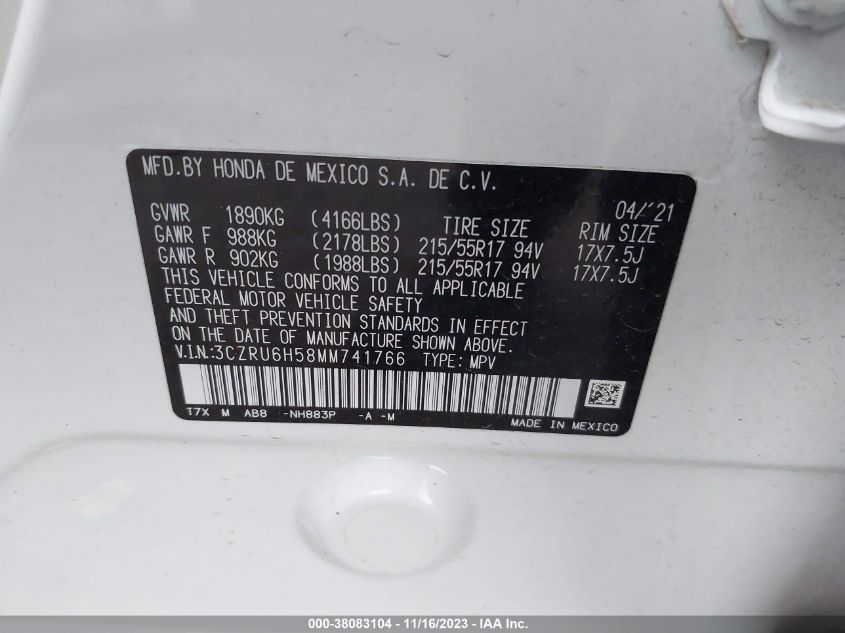 MFD.BY HONDA DE MEXICO S.A. DE C.V.
04/'21
GVWR 1890KG (4166LBS) TIRE SIZE RIM SIZE
GAWR F 988KG (2178LBS) 215/55R17 94V 17X7.5J
GAWR R 902KG (1988LBS) 215/55R17 94V 17X7.5J
THIS VEHICLE CONFORMS TO ALL APPLICABLE
FEDERAL MOTOR VEHICLE SAFETY
AND THEFT PREVENTION STANDARDS IN EFFECT
ON THE DATE OF MANUFACTURE SHOWN ABOVE.
V.IN:3CZRU6H58MM741766 TYPE: MPV
T7X M AB8 -NH883P -A -M
MADE IN MEXICO
000-38083104 - 11/16/2023 - IAA Inc.